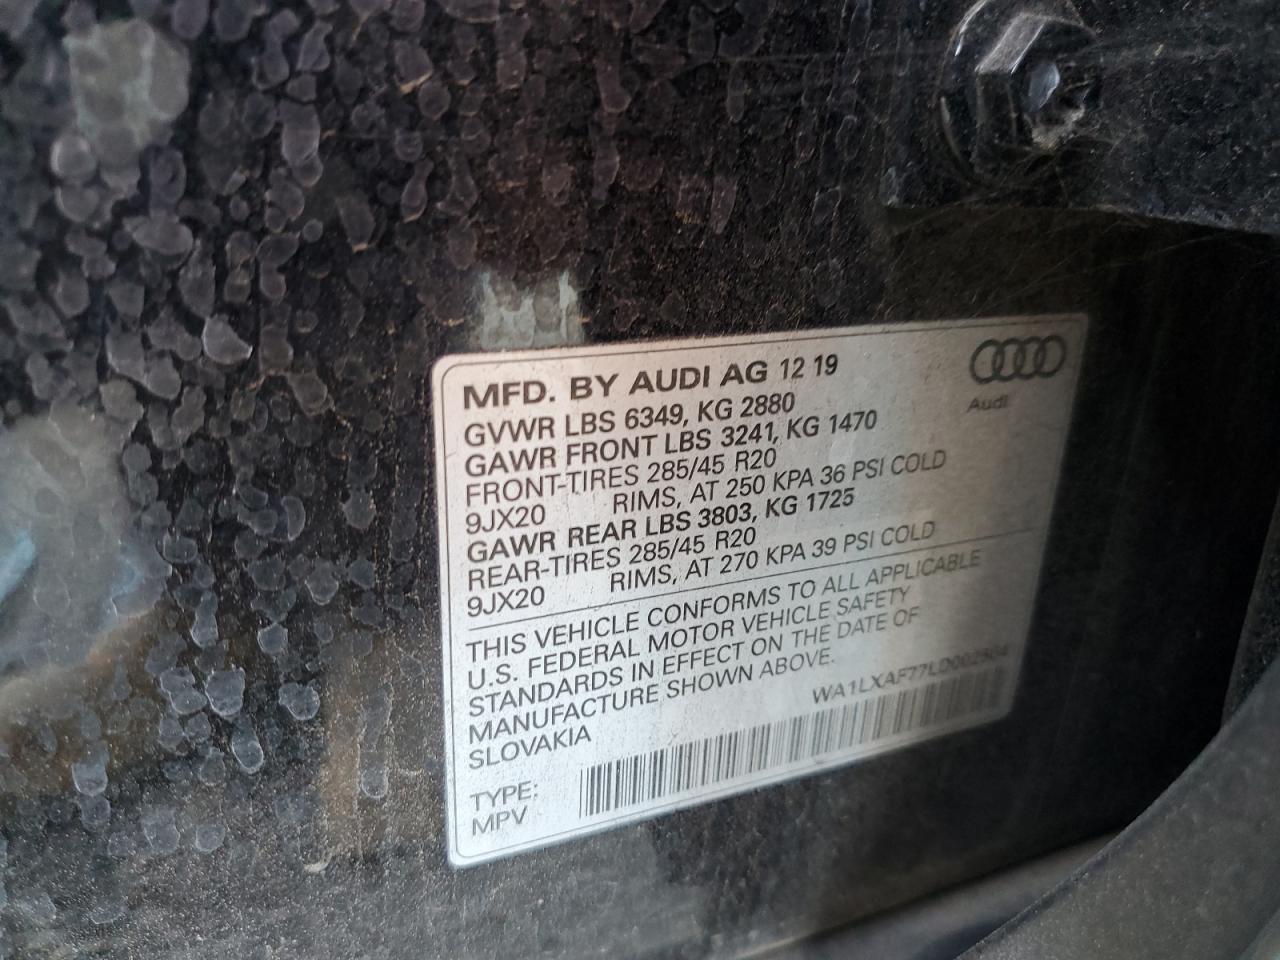 MFD. BY AUDI AG 12 19
Audi
GVWR LBS 6349, KG 2880
GAWR FRONT LBS 3241, KG 1470
FRONT-TIRES 285/45 R20
9JX20 RIMS, AT 250 KPA 36 PSI COLD
GAWR REAR LBS 3803, KG 1725
REAR-TIRES 285/45 R20
9JX20 RIMS, AT 270 KPA 39 PSI COLD
THIS VEHICLE CONFORMS TO ALL APPLICABLE
U.S. FEDERAL MOTOR VEHICLE SAFETY
STANDARDS IN EFFECT ON THE DATE OF
MANUFACTURE SHOWN ABOVE.
SLOVAKIA
TYPE:
MPV